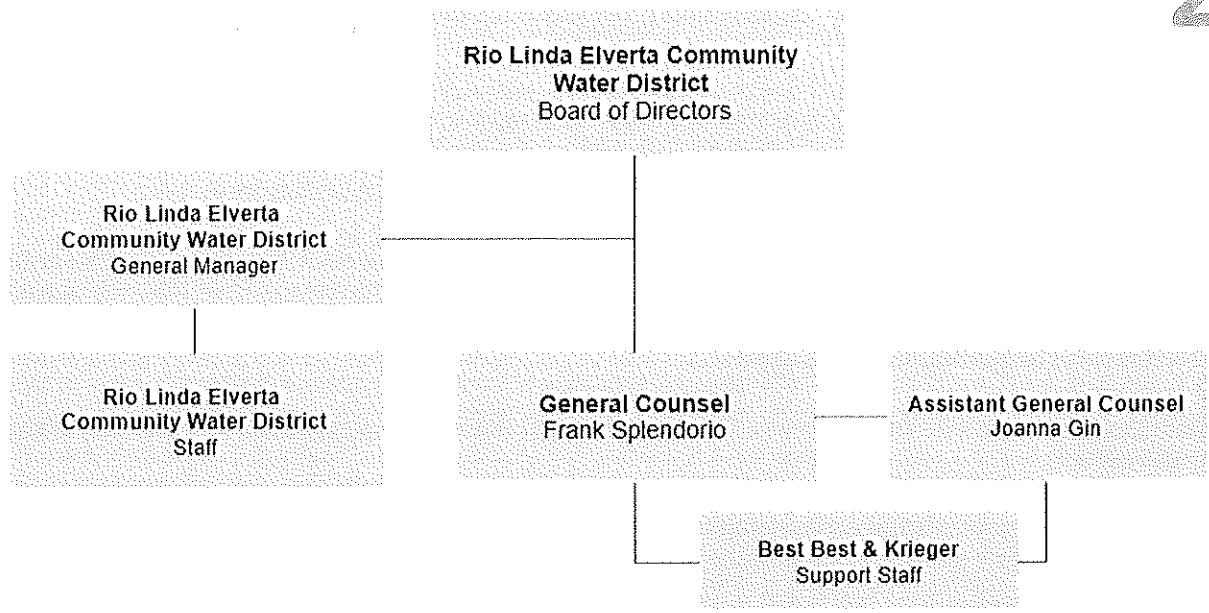 Rio Linda Elverta Community
Water District
Board of Directors
Rio Linda Elverta
Community Water District
General Manager
Rio Linda Elverta
Community Water District
Staff
General Counsel
Frank Splendorio
Assistant General Counsel
Joanna Gin
Best Best & Krieger
Support Staff